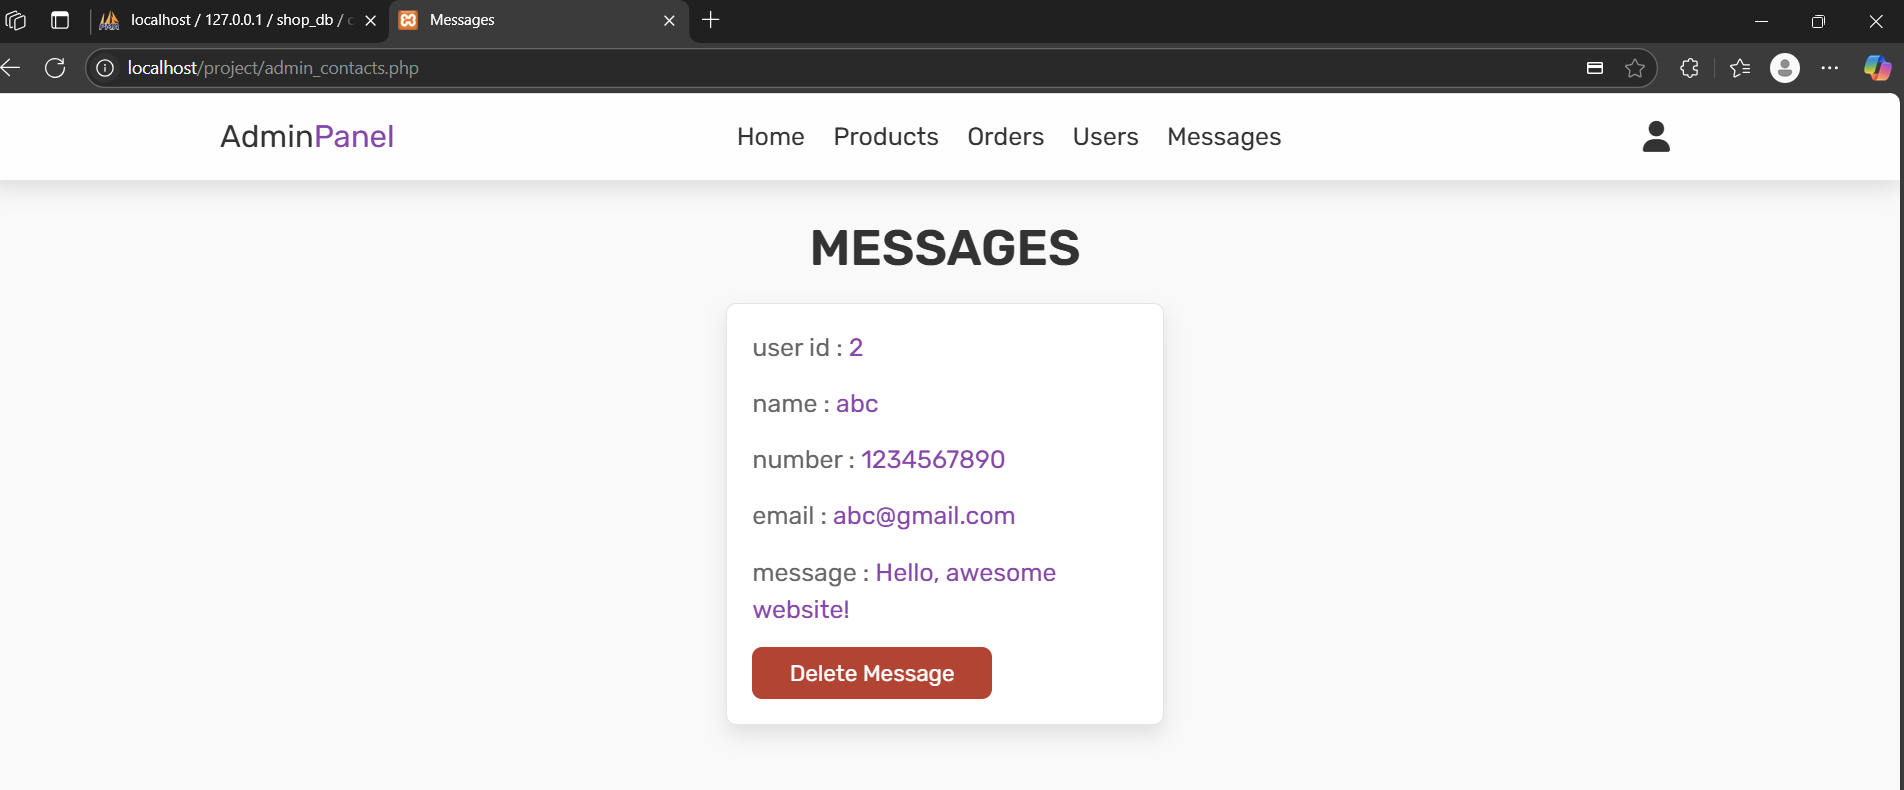 localhost / 127.0.0.1 / shop_db /
Messages
localhost/project/admin_contacts.php
AdminPanel
Home Products Orders Users Messages
MESSAGES
user id : 2
name : abc
number : 1234567890
email : abc@gmail.com
message : Hello, awesome
website!
Delete Message